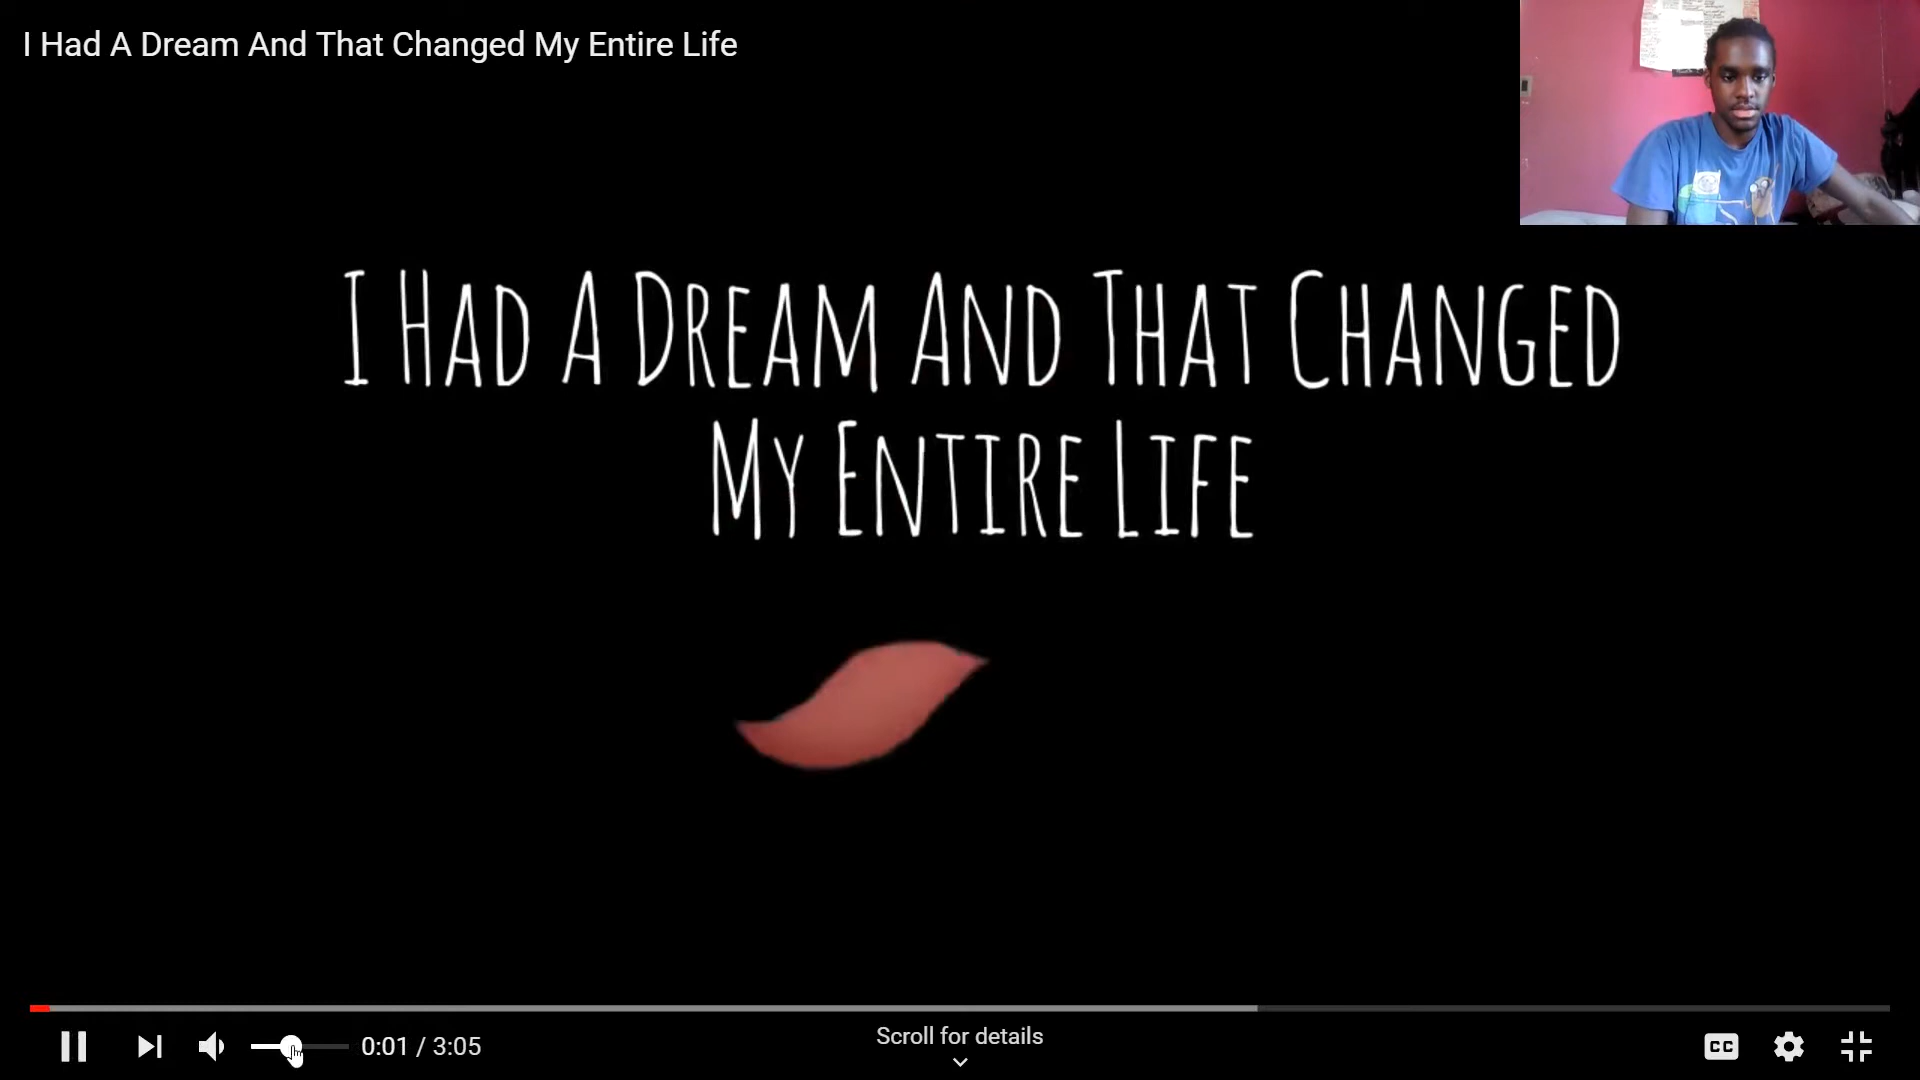 I Had A Dream And That Changed My Entire Life
I HAD A DREAM AND THAT CHANGED
MY ENTIRE LIFE
0:01 / 3:05
Scroll for details
CC